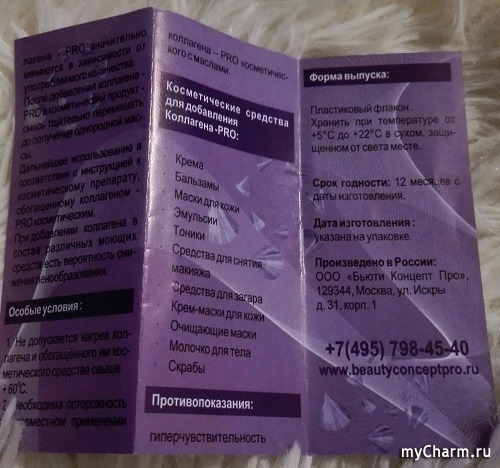 лагена – PRO значительно
меняются в зависимости от
употребляемого количества.
После добавления коллагена -
PRO в косметический продукт -
смесь тщательно перемешать
до получения однородной мас-
сы.
Дальнейшее использование в
соответствии с инструкцией к
косметическому препарату,
обогащенному коллагеном -
PRO косметическим.
При добавлении коллагена в
состав различных моющих
средств есть вероятность сни-
жения пенообразования.
Особые условия :
1. Не допускается нагрев кол-
лагена и обогащённого им кос-
метического средства свыше
+ 60°С.
2. Необходима осторожность
совместном применении
коллагена – PRO косметичес-
кого с маслами.
Косметические средства
для добавления
Коллагена-PRO:
· Крема
· Бальзамы
· Маски для кожи
· Эмульсии
· Тоники
· Средства для снятия
макияжа
· Средства для загара
· Крем-маски для кожи
· Очищающие маски
· Молочко для тела
· Скрабы
Противопоказания:
гиперчувствительность
Форма выпуска:
Пластиковый флакон .
Хранить при температуре от
+5°С до +22°С в сухом, защи-
щенном от света месте.
Срок годности: 12 месяцев с
даты изготовления.
Дата изготовления :
указана на упаковке.
Произведено в России:
ООО «Бьюти Концепт Про»,
129344, Москва, ул. Искры
д. 31, корп. 1
+7(495) 798-45-40
www.beautyconceptpro.ru
myCharm.ru